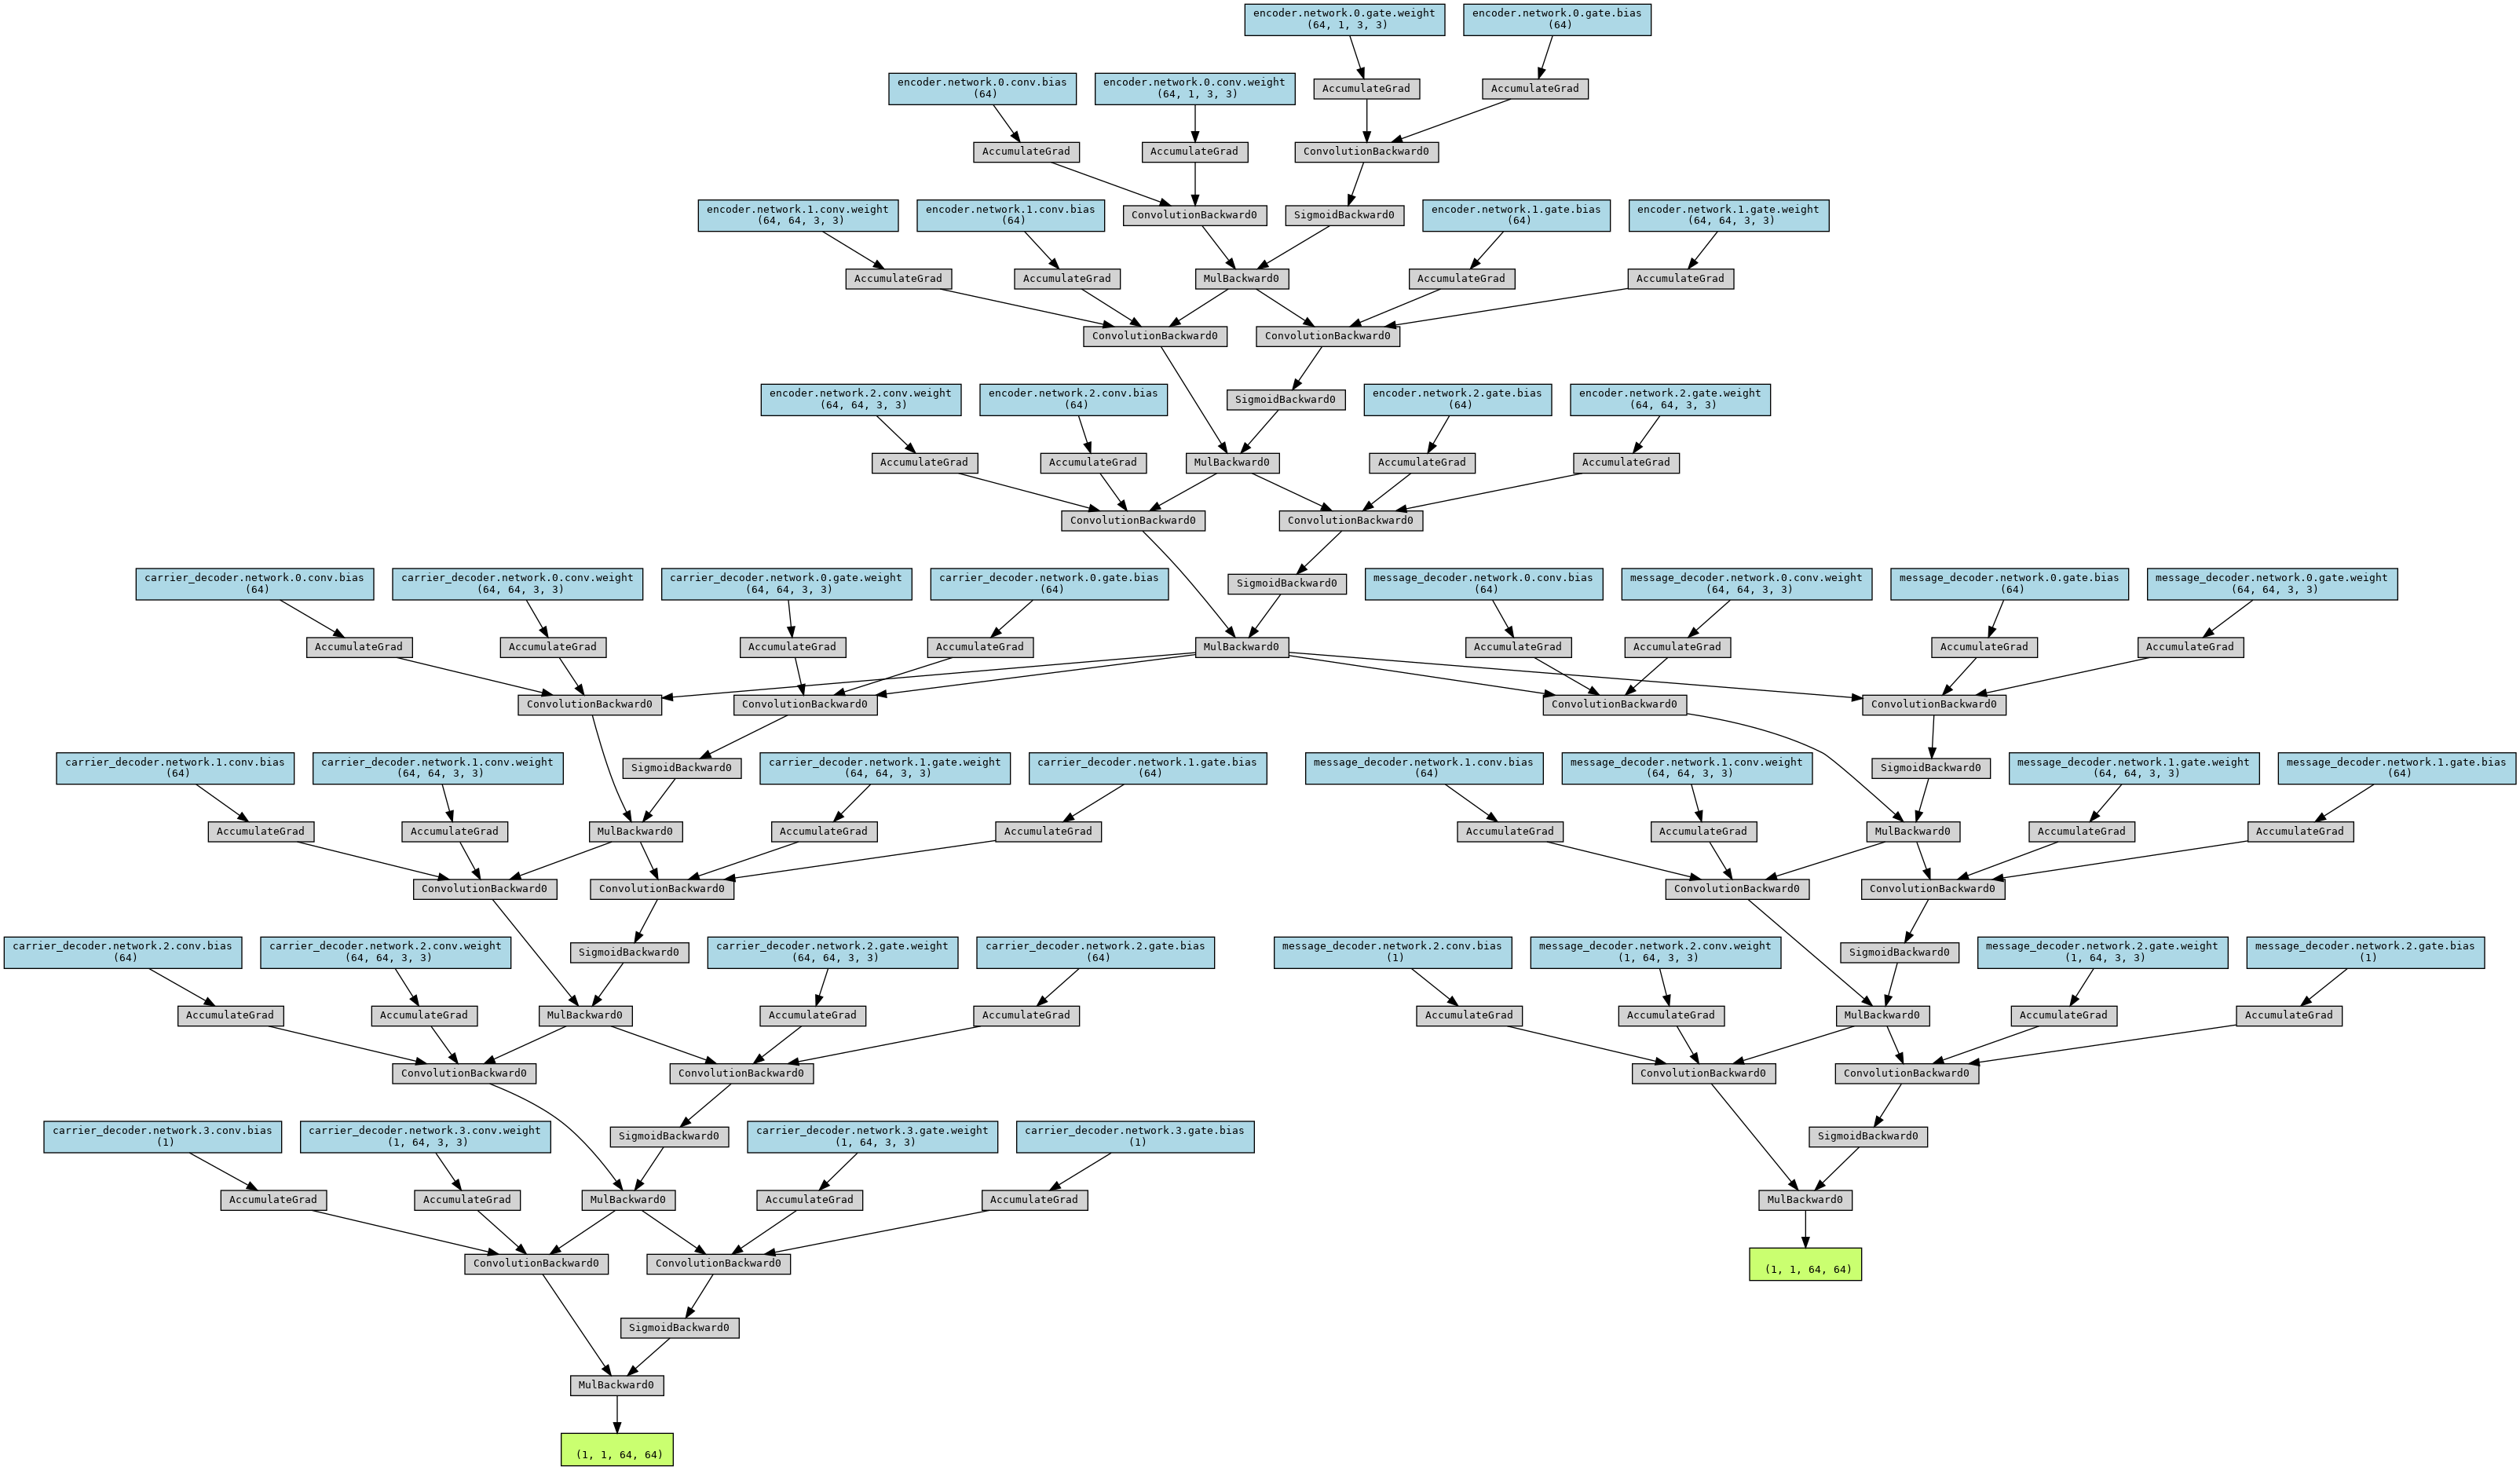 encoder.network.0.gate.weight
(64, 1, 3, 3)
encoder.network.0.gate.bias
(64)
encoder.network.0.conv.bias
(64)
encoder.network.0.conv.weight
(64, 1, 3, 3)
AccumulateGrad
AccumulateGrad
AccumulateGrad
AccumulateGrad
ConvolutionBackward0
encoder.network.1.conv.weight
(64, 64, 3, 3)
encoder.network.1.conv.bias
(64)
ConvolutionBackward0
SigmoidBackward0
encoder.network.1.gate.bias
(64)
encoder.network.1.gate.weight
(64, 64, 3, 3)
AccumulateGrad
AccumulateGrad
MulBackward0
AccumulateGrad
AccumulateGrad
ConvolutionBackward0
ConvolutionBackward0
encoder.network.2.conv.weight
(64, 64, 3, 3)
encoder.network.2.conv.bias
(64)
SigmoidBackward0
encoder.network.2.gate.bias
(64)
encoder.network.2.gate.weight
(64, 64, 3, 3)
AccumulateGrad
AccumulateGrad
MulBackward0
AccumulateGrad
AccumulateGrad
ConvolutionBackward0
ConvolutionBackward0
carrier_decoder.network.0.conv.bias
(64)
carrier_decoder.network.0.conv.weight
(64, 64, 3, 3)
carrier_decoder.network.0.gate.weight
(64, 64, 3, 3)
carrier_decoder.network.0.gate.bias
(64)
SigmoidBackward0
message_decoder.network.0.conv.bias
(64)
message_decoder.network.0.conv.weight
(64, 64, 3, 3)
message_decoder.network.0.gate.bias
(64)
message_decoder.network.0.gate.weight
(64, 64, 3, 3)
AccumulateGrad
AccumulateGrad
AccumulateGrad
AccumulateGrad
MulBackward0
AccumulateGrad
AccumulateGrad
AccumulateGrad
AccumulateGrad
ConvolutionBackward0
ConvolutionBackward0
ConvolutionBackward0
ConvolutionBackward0
carrier_decoder.network.1.conv.bias
(64)
carrier_decoder.network.1.conv.weight
(64, 64, 3, 3)
SigmoidBackward0
carrier_decoder.network.1.gate.weight
(64, 64, 3, 3)
carrier_decoder.network.1.gate.bias
(64)
message_decoder.network.1.conv.bias
(64)
message_decoder.network.1.conv.weight
(64, 64, 3, 3)
SigmoidBackward0
message_decoder.network.1.gate.weight
(64, 64, 3, 3)
message_decoder.network.1.gate.bias
(64)
AccumulateGrad
AccumulateGrad
MulBackward0
AccumulateGrad
AccumulateGrad
AccumulateGrad
AccumulateGrad
MulBackward0
AccumulateGrad
AccumulateGrad
ConvolutionBackward0
ConvolutionBackward0
ConvolutionBackward0
ConvolutionBackward0
carrier_decoder.network.2.conv.bias
(64)
carrier_decoder.network.2.conv.weight
(64, 64, 3, 3)
SigmoidBackward0
carrier_decoder.network.2.gate.weight
(64, 64, 3, 3)
carrier_decoder.network.2.gate.bias
(64)
message_decoder.network.2.conv.bias
(1)
message_decoder.network.2.conv.weight
(1, 64, 3, 3)
SigmoidBackward0
message_decoder.network.2.gate.weight
(1, 64, 3, 3)
message_decoder.network.2.gate.bias
(1)
AccumulateGrad
AccumulateGrad
MulBackward0
AccumulateGrad
AccumulateGrad
AccumulateGrad
AccumulateGrad
MulBackward0
AccumulateGrad
AccumulateGrad
ConvolutionBackward0
ConvolutionBackward0
ConvolutionBackward0
ConvolutionBackward0
carrier_decoder.network.3.conv.bias
(1)
carrier_decoder.network.3.conv.weight
(1, 64, 3, 3)
SigmoidBackward0
carrier_decoder.network.3.gate.weight
(1, 64, 3, 3)
carrier_decoder.network.3.gate.bias
(1)
SigmoidBackward0
AccumulateGrad
AccumulateGrad
MulBackward0
AccumulateGrad
AccumulateGrad
MulBackward0
ConvolutionBackward0
ConvolutionBackward0
(1, 1, 64, 64)
SigmoidBackward0
MulBackward0
(1, 1, 64, 64)